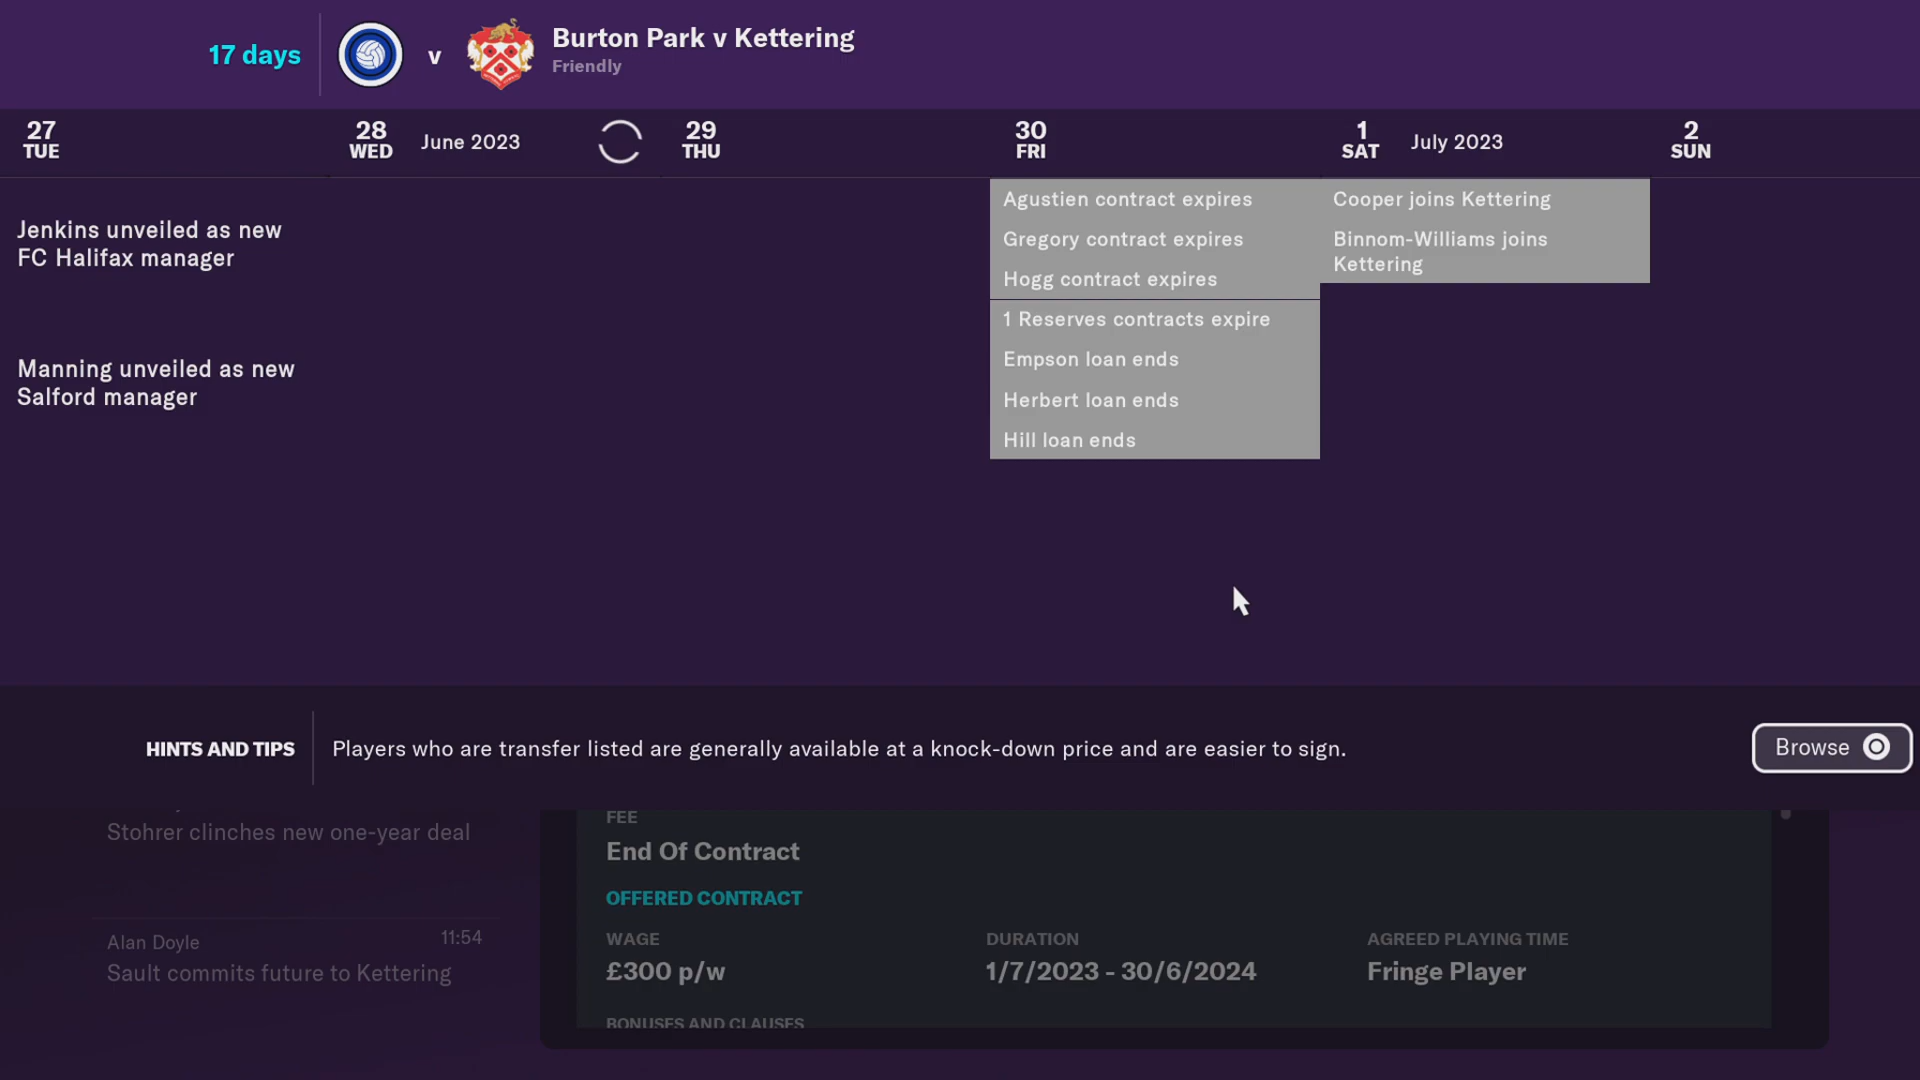 17 days
v
Burton Park v Kettering
Friendly
27
TUE
28
WED
June 2023
29
THU
30
FRI
1
SAT
July 2023
2
SUN
Jenkins unveiled as new
FC Halifax manager
Manning unveiled as new
Salford manager
Agustien contract expires
Gregory contract expires
Hogg contract expires
1 Reserves contracts expire
Empson loan ends
Herbert loan ends
Hill loan ends
Cooper joins Kettering
Binnom-Williams joins
Kettering
HINTS AND TIPS
Players who are transfer listed are generally available at a knock-down price and are easier to sign.
Browse
Stohrer clinches new one-year deal
Alan Doyle
11:54
Sault commits future to Kettering
FEE
End Of Contract
OFFERED CONTRACT
WAGE
£300 p/w
DURATION
1/7/2023 - 30/6/2024
AGREED PLAYING TIME
Fringe Player
BONUSES AND CLAUSES